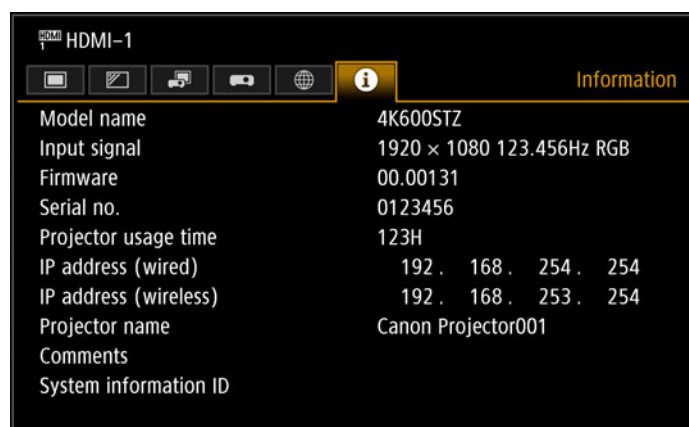 HDMI
1 HDMI-1
Information
Model name 4K600STZ
Input signal 1920 × 1080 123.456Hz RGB
Firmware 00.00131
Serial no. 0123456
Projector usage time 123H
IP address (wired) 192 . 168 . 254 . 254
IP address (wireless) 192 . 168 . 253 . 254
Projector name Canon Projector001
Comments
System information ID